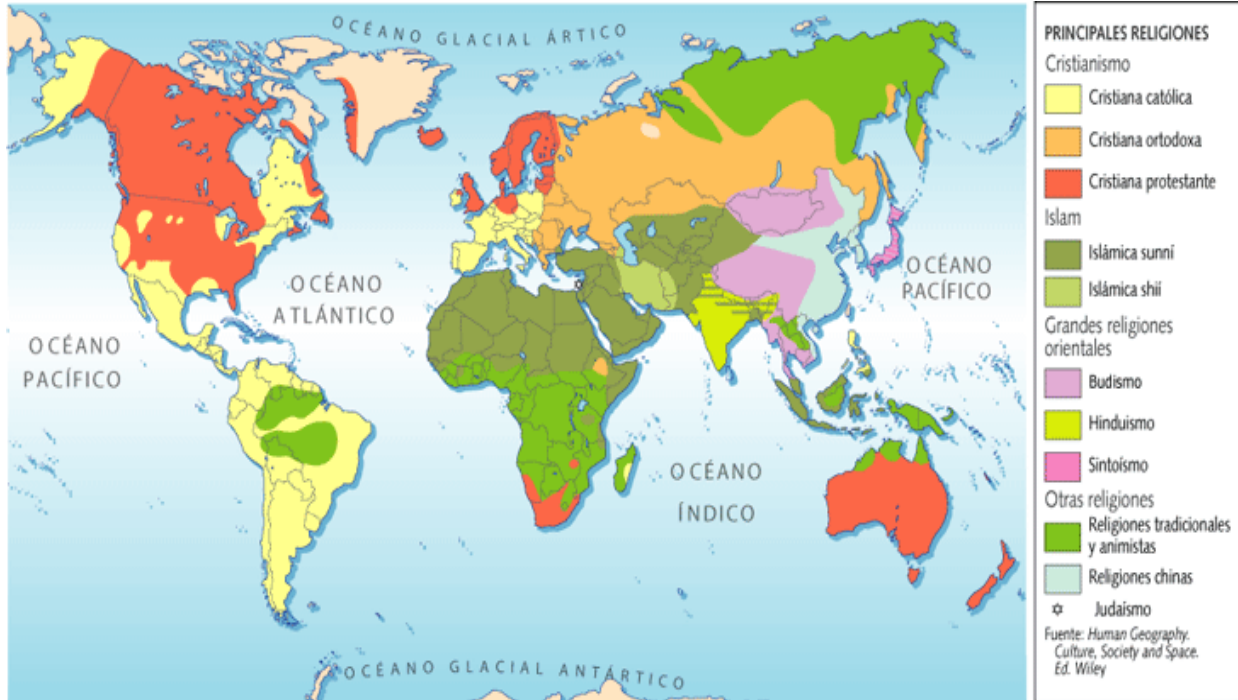 OCÉANO GLACIAL ÁRTICO
OCÉANO
ATLÁNTICO
OCÉANO
PACÍFICO
OCÉANO
PACÍFICO
OCÉANO
ÍNDICO
OCÉANO GLACIAL ANTÁRTICO
PRINCIPALES RELIGIONES
Cristianismo
Cristiana católica
Cristiana ortodoxa
Cristiana protestante
Islam
Islámica sunní
Islámica shií
Grandes religiones
orientales
Budismo
Hinduismo
Sintoísmo
Otras religiones
Religiones tradicionales
y animistas
Religiones chinas
Judaísmo
Fuente: Human Geography.
Culture, Society and Space.
Ed. Wiley